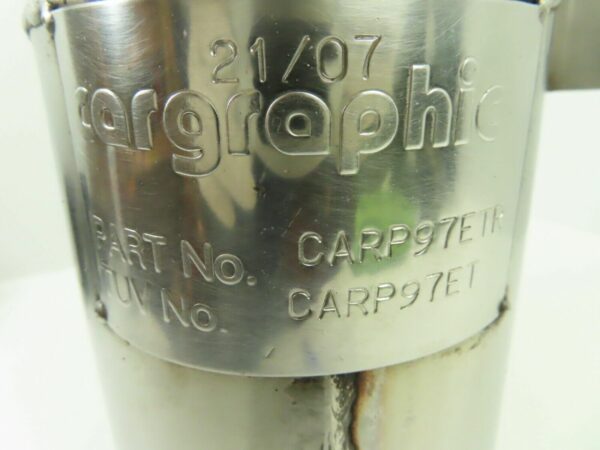 21/07
cargraphic
PART No. CARP97ETR
TUV No. CARP97ET